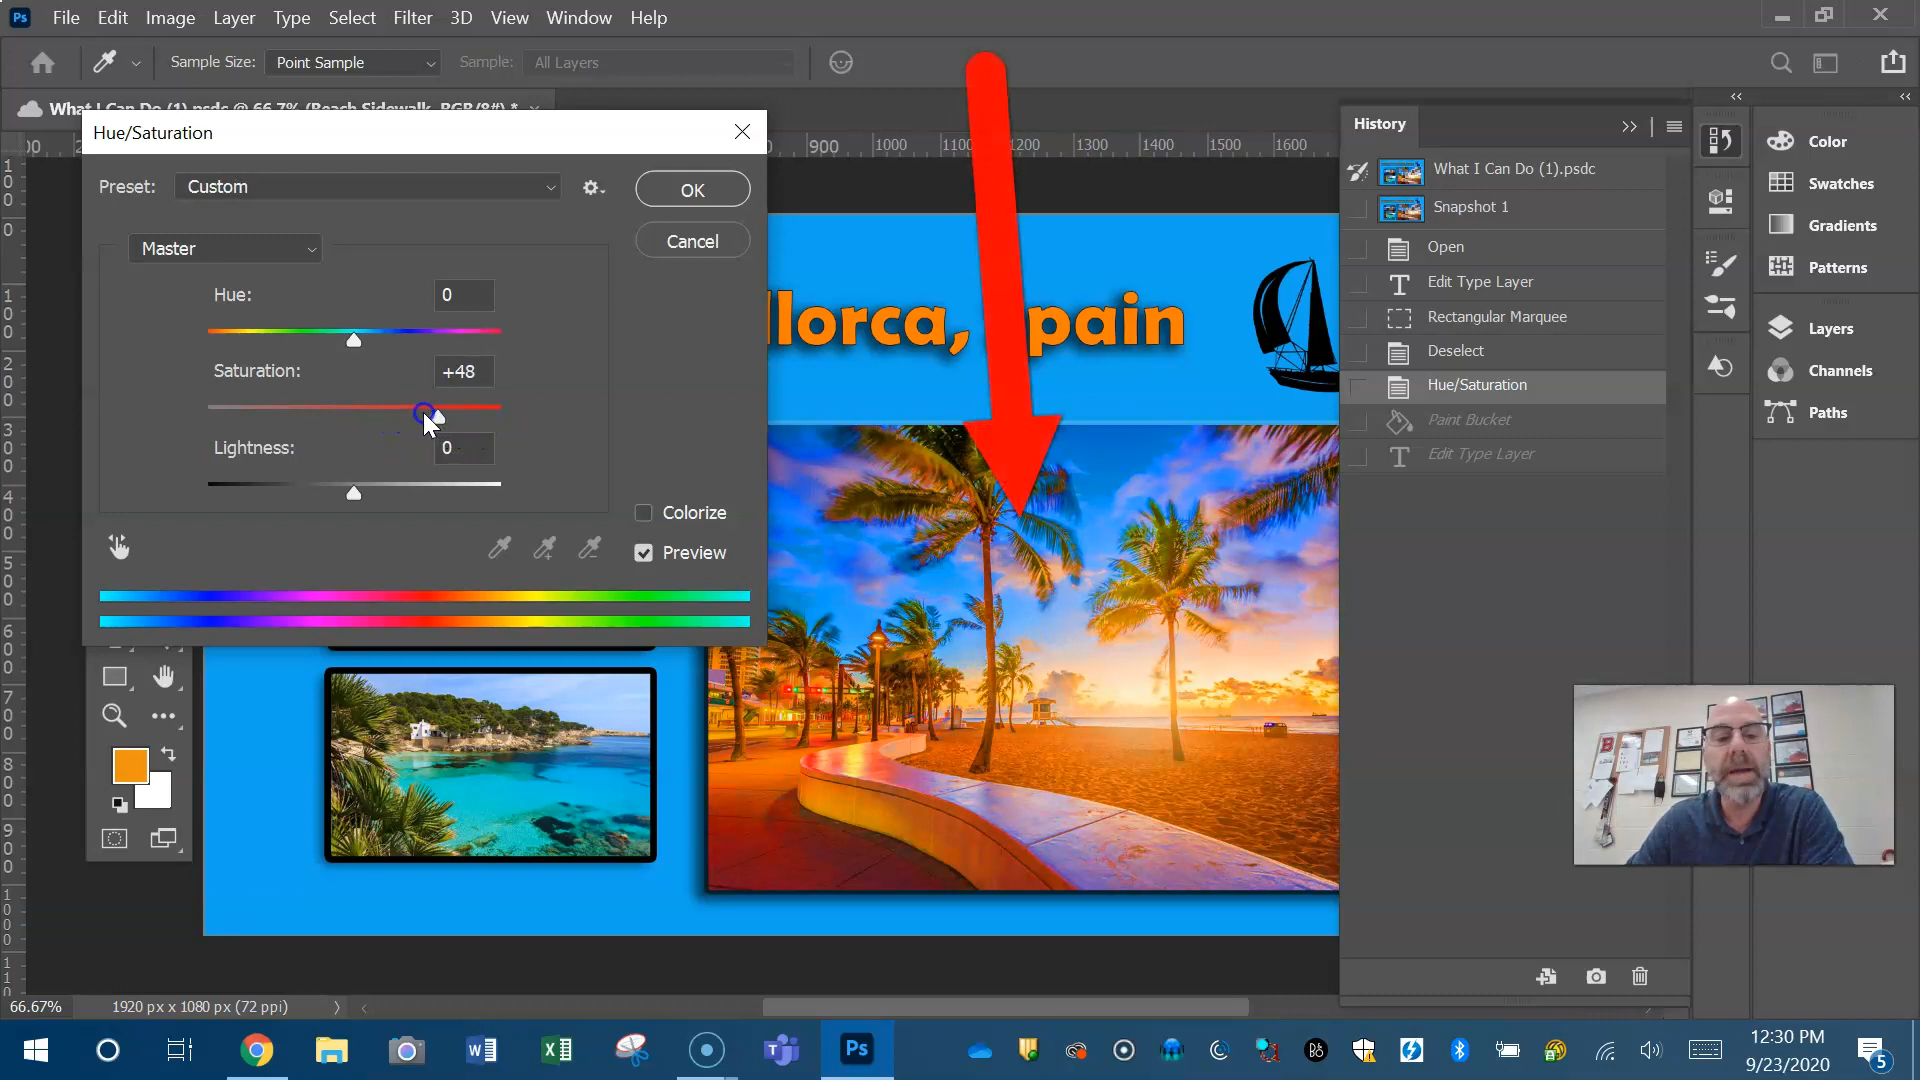 Ps File Edit Image Layer Type Select Filter 3D View Window Help
Sample Size: Point Sample Sample: All Layers
What I Can Do (1).psdc @ 66.7% (Beach Sidewalk, RGB/8#) *
900 1000 1100 1200 1300 1400 1500 1600
Hue/Saturation
Preset: Custom
OK
Cancel
Master
Hue: 0
Saturation: +48
Lightness: 0
Colorize
Preview
llorca, pain
History
What I Can Do (1).psdc
Snapshot 1
Open
Edit Type Layer
Rectangular Marquee
Deselect
Hue/Saturation
Paint Bucket
Edit Type Layer
Color
Swatches
Gradients
Patterns
Layers
Channels
Paths
66.67% 1920 px x 1080 px (72 ppi)
Ps
12:30 PM
9/23/2020
5